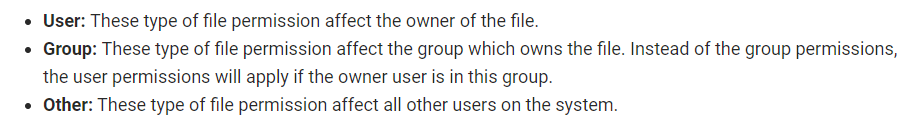 • User: These type of file permission affect the owner of the file.
• Group: These type of file permission affect the group which owns the file. Instead of the group permissions,
the user permissions will apply if the owner user is in this group.
• Other: These type of file permission affect all other users on the system.